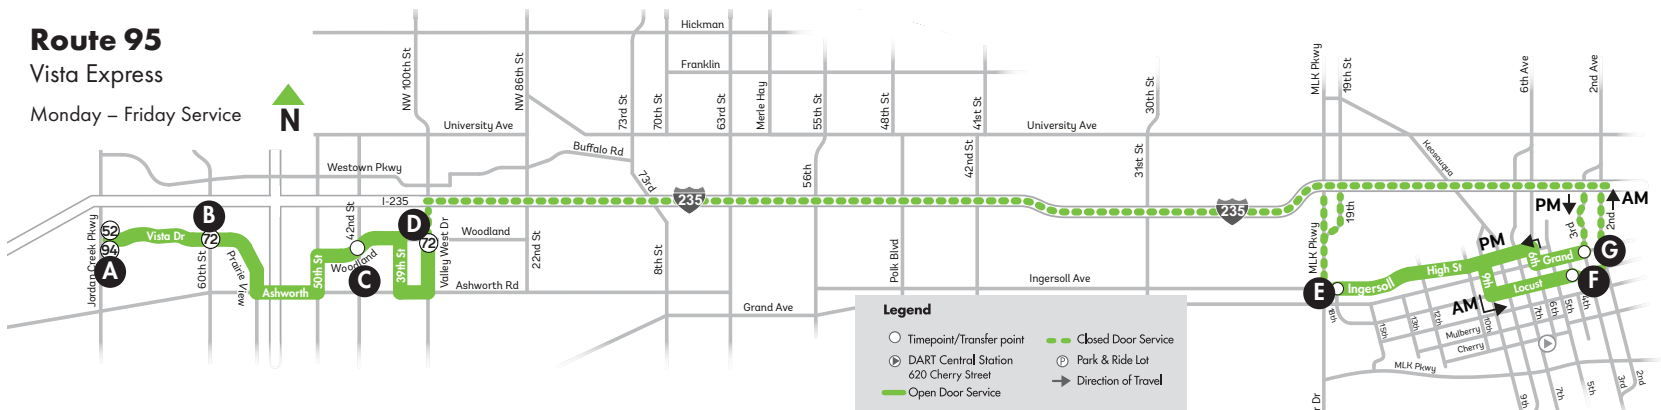 Route 95
Vista Express
Monday – Friday Service
N
Hickman
Franklin
University Ave
University Ave
Buffalo Rd
Westown Pkwy
I-235
235
235
NW 100th St
NW 86th St
73rd St
70th St
63rd St
Merle Hay
55th St
48th St
41st St
30th St
MLK Pkwy
19th St
6th Ave
2nd Ave
Keosauqua
73rd
56th
42nd St
31st St
AM
PM
3rd
2nd
19th
Jordan Creek Pkwy
52
94
A
Vista Dr
B
72
60th St
Prairie View
Ashworth
50th St
42nd St
Woodland
C
39th St
D
72
Valley West Dr
Woodland
22nd St
Ashworth Rd
8th St
Polk Blvd
Ingersoll Ave
Grand Ave
MLK Pkwy
E
18th
Ingersoll
High St
PM
6th
Grand
G
9th
Locust
F
AM
15th
13th
12th
10th
7th
6th
5th
4th
Mulberry
Cherry
MLK Pkwy
9th
7th
5th
3rd
2nd
r Dr
Legend
Timepoint/Transfer point
DART Central Station
620 Cherry Street
Open Door Service
Closed Door Service
P Park & Ride Lot
Direction of Travel